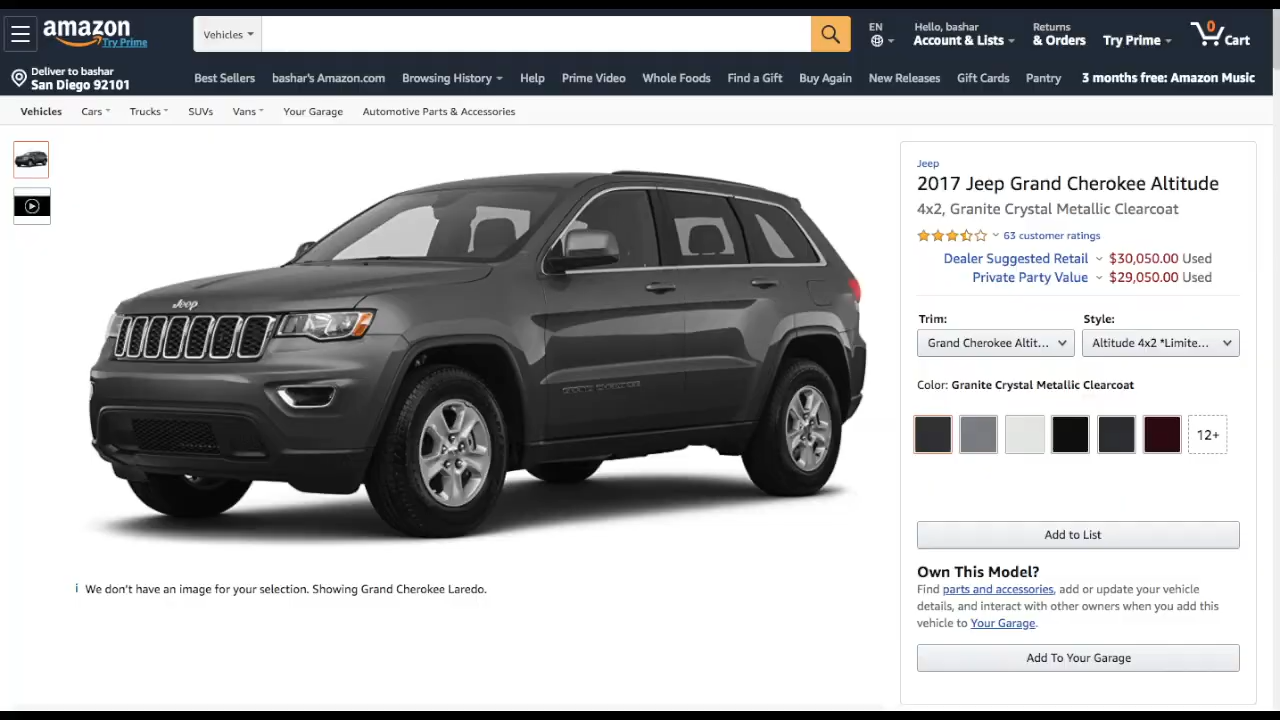 amazon
Try Prime
Vehicles
EN
Hello, bashar
Account & Lists
Returns
& Orders
Try Prime
0
Cart
Deliver to bashar
San Diego 92101
Best Sellers
bashar's Amazon.com
Browsing History
Help
Prime Video
Whole Foods
Find a Gift
Buy Again
New Releases
Gift Cards
Pantry
3 months free: Amazon Music
Vehicles
Cars
Trucks
SUVs
Vans
Your Garage
Automotive Parts & Accessories
Jeep
Jeep
2017 Jeep Grand Cherokee Altitude
4x2, Granite Crystal Metallic Clearcoat
63 customer ratings
Dealer Suggested Retail $30,050.00 Used
Private Party Value $29,050.00 Used
Trim:
Grand Cherokee Altit...
Style:
Altitude 4x2 *Limite...
Color: Granite Crystal Metallic Clearcoat
12+
Add to List
Own This Model?
Find parts and accessories, add or update your vehicle
details, and interact with other owners when you add this
vehicle to Your Garage.
Add To Your Garage
i We don't have an image for your selection. Showing Grand Cherokee Laredo.